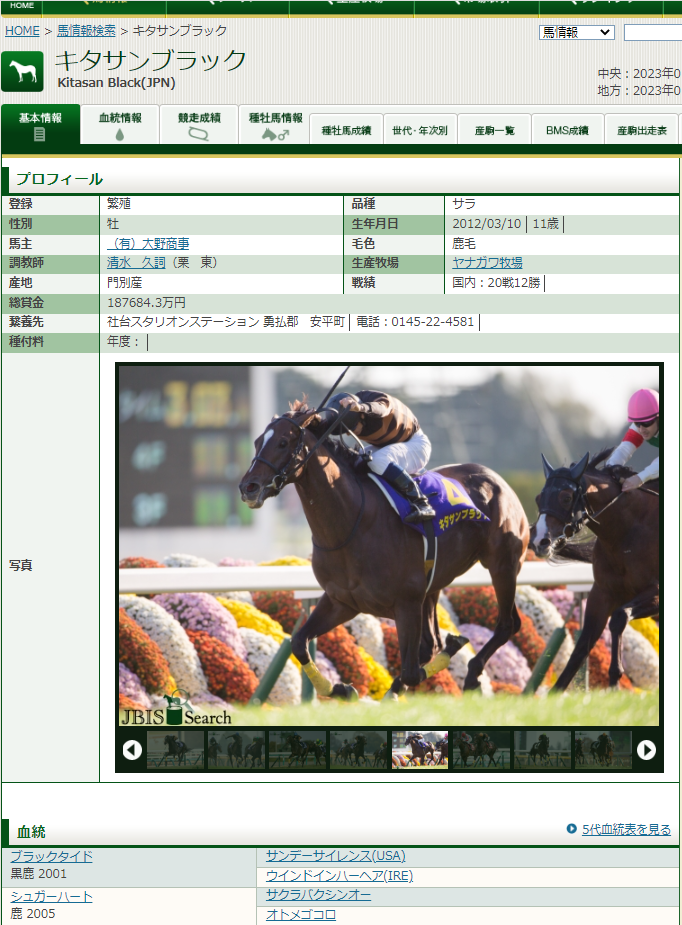 HOME
HOME > 馬情報検索 > キタサンブラック
馬情報
キタサンブラック
Kitasan Black(JPN)
中央：2023年0
地方：2023年0
基本情報 血統情報 競走成績 種牡馬情報 種牡馬成績 世代・年次別 産駒一覧 BMS成績 産駒出走表
プロフィール
登録 繁殖 品種 サラ
性別 牡 生年月日 2012/03/10 11歳
馬主 （有）大野商事 毛色 鹿毛
調教師 清水 久詞（栗 東） 生産牧場 ヤナガワ牧場
産地 門別産 戦績 国内：20戦12勝
総賞金 187684.3万円
繋養先 社台スタリオンステーション 勇払郡 安平町 電話：0145-22-4581
種付料 年度：
写真
キタサンブラック
JBIS Search
血統
5代血統表を見る
ブラックタイド サンデーサイレンス(USA)
黒鹿 2001 ウインドインハーヘア(IRE)
シュガーハート サクラバクシンオー
鹿 2005 オトメゴコロ